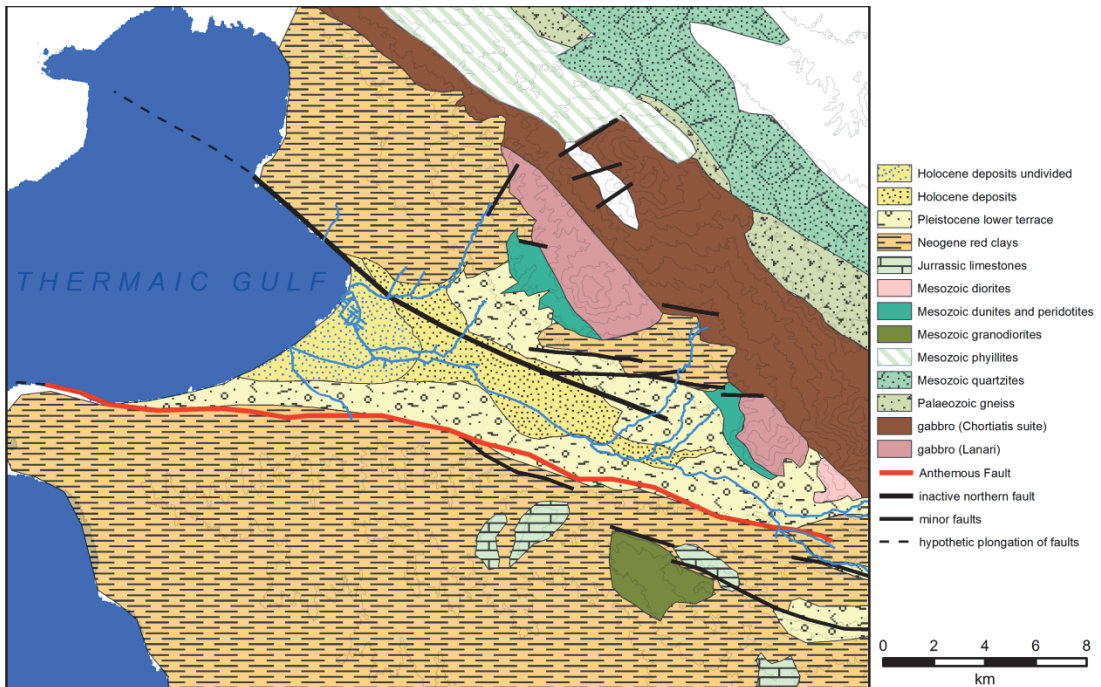 THERMAIC GULF
Holocene deposits undivided
Holocene deposits
Pleistocene lower terrace
Neogene red clays
Jurrassic limestones
Mesozoic diorites
Mesozoic dunites and peridotites
Mesozoic granodiorites
Mesozoic phyillites
Mesozoic quartzites
Palaeozoic gneiss
gabbro (Chortiatis suite)
gabbro (Lanari)
Anthemous Fault
inactive northern fault
minor faults
hypothetic plongation of faults
0 2 4 6 8
km